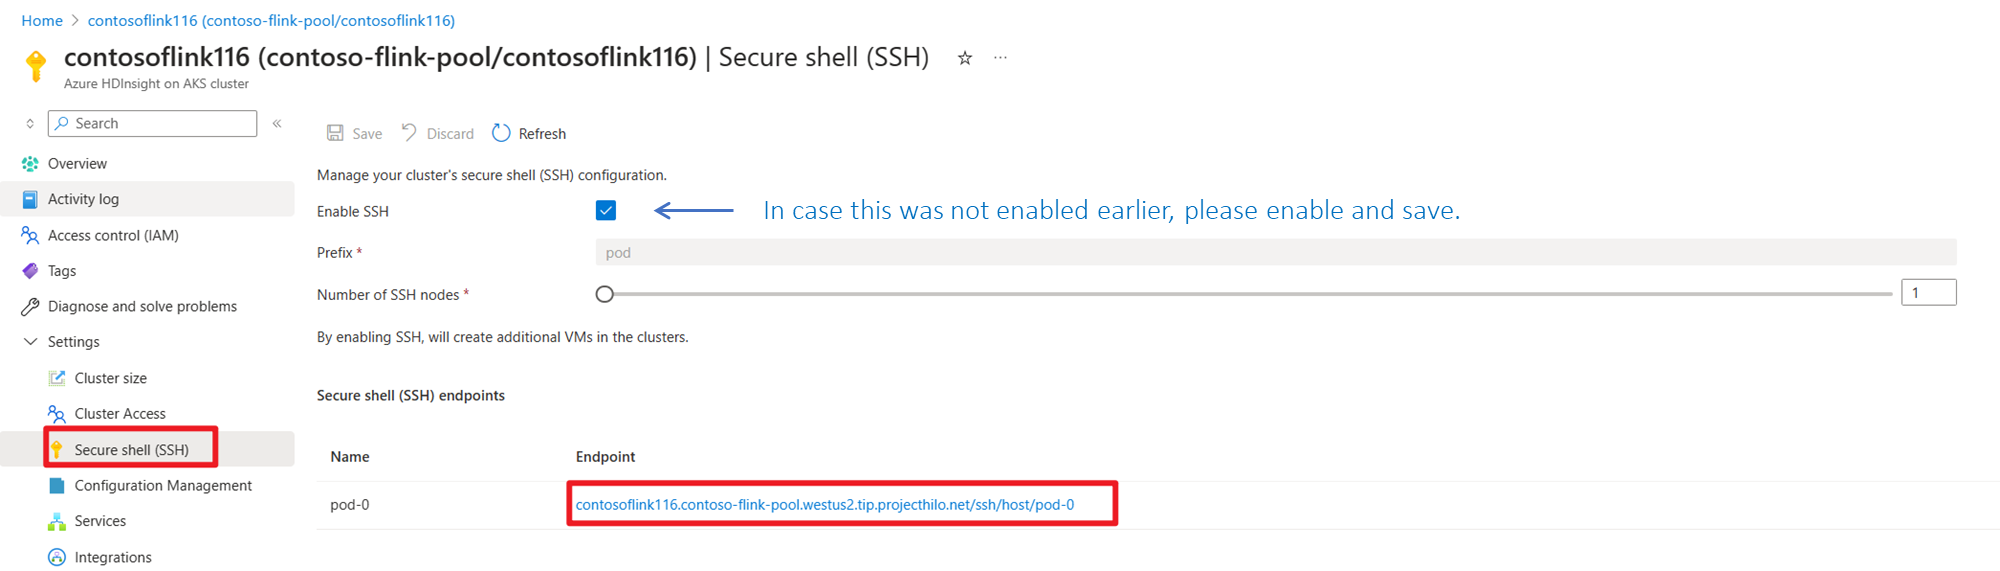 Home > contosoflink116 (contoso-flink-pool/contosoflink116)
contosoflink116 (contoso-flink-pool/contosoflink116) | Secure shell (SSH)
Azure HDInsight on AKS cluster
Search
Save Discard Refresh
Overview
Activity log
Access control (IAM)
Tags
Diagnose and solve problems
Settings
Cluster size
Cluster Access
Secure shell (SSH)
Configuration Management
Services
Integrations
Manage your cluster's secure shell (SSH) configuration.
Enable SSH
In case this was not enabled earlier, please enable and save.
Prefix * pod
Number of SSH nodes * 1
By enabling SSH, will create additional VMs in the clusters.
Secure shell (SSH) endpoints
Name Endpoint
pod-0 contosoflink116.contoso-flink-pool.westus2.tip.projecthilo.net/ssh/host/pod-0